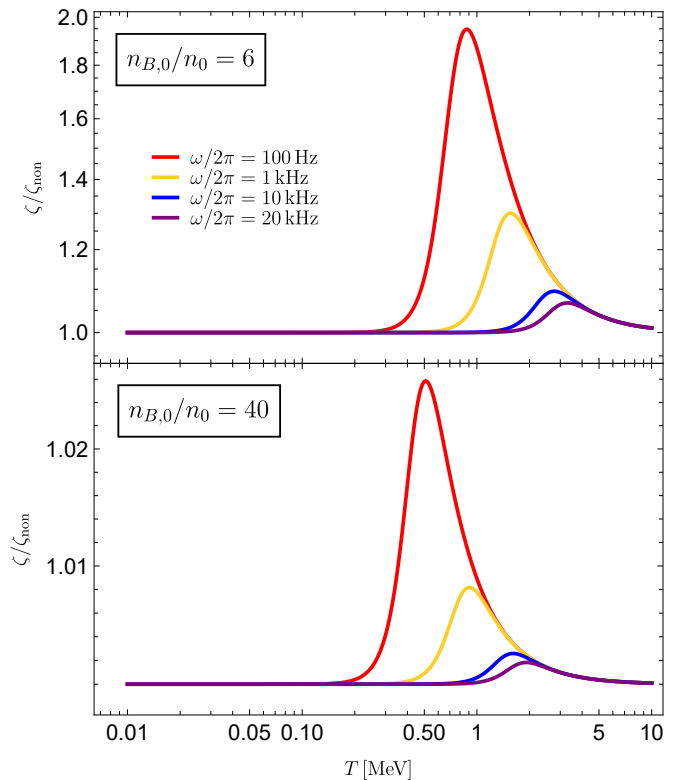 2.0
n_{B,0}/n_0 = 6
1.8
1.6
ω/2π = 100 Hz
ω/2π = 1 kHz
ω/2π = 10 kHz
ω/2π = 20 kHz
1.4
ζ/ζ_non
1.2
1.0
n_{B,0}/n_0 = 40
1.02
ζ/ζ_non
1.01
0.01 0.05 0.10 0.50 1 5 10
T [MeV]